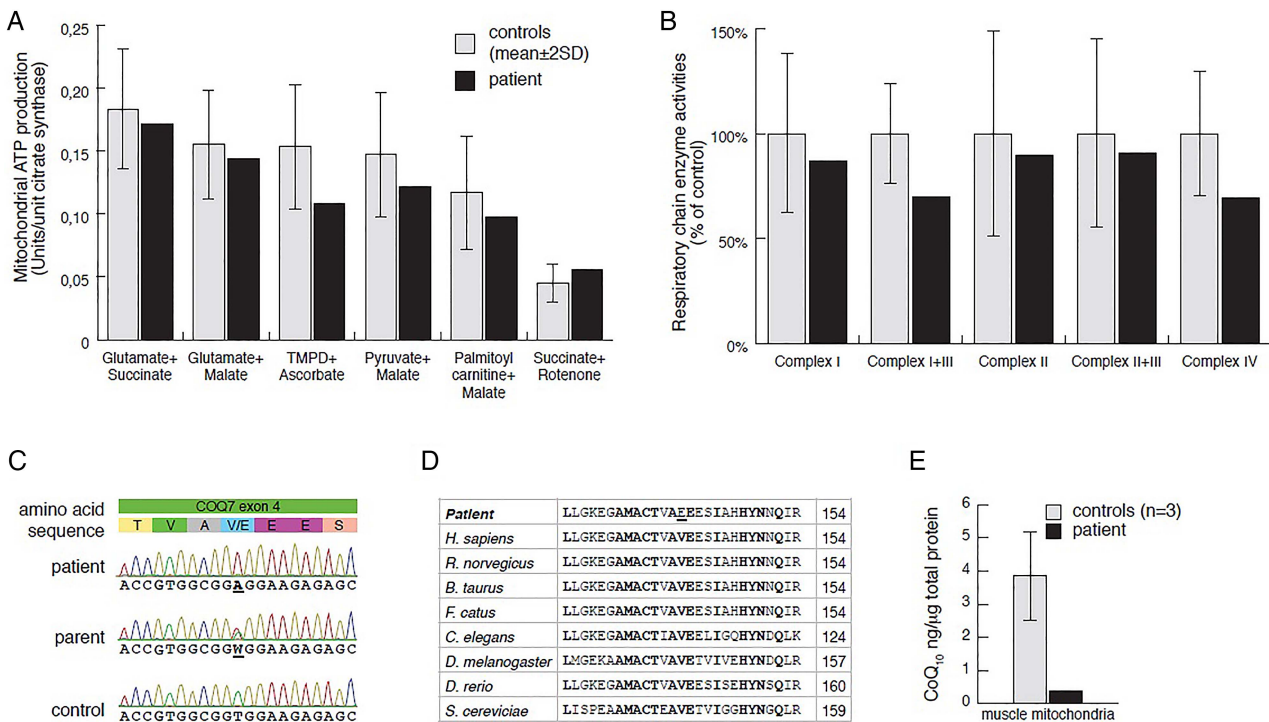 A
0,25
0,20
0,15
0,10
0,05
0
Mitochondrial ATP production
(Units/unit citrate synthase)
controls
(mean±2SD)
patient
Glutamate+
Succinate
Glutamate+
Malate
TMPD+
Ascorbate
Pyruvate+
Malate
Palmitoyl
carnitine+
Malate
Succinate+
Rotenone
B
150%
100%
50%
0%
Respiratory chain enzyme activities
(% of control)
Complex I
Complex I+III
Complex II
Complex II+III
Complex IV
C
amino acid
sequence
COQ7 exon 4
T V A V/E E E S
patient
ACCGTGGCGGAGGAAGAGAGC
parent
ACCGTGGCGGWGGAAGAGAGC
control
ACCGTGGCGGTGGAAGAGAGC
D
Patient LLGKEGAMACTVAEEESIAHHYNNQIR 154
H. sapiens LLGKEGAMACTVAVEESIAHHYNNQIR 154
R. norvegicus LLGKEGAMACTVAVEESIAHHYNNQIR 154
B. taurus LLGKEGAMACTVAVEESIAHHYNNQIR 154
F. catus LLGKEGAMACTVAVEESIAHHYNNQIR 154
C. elegans LLGKEGAMACTIAVEELIGQHYNDQLK 124
D. melanogaster LMGEKAAMACTVAVETVIVEHYNDQLR 157
D. rerio LLGKEGAMACTVAVEESISEHYNSQIR 160
S. cereviciae LLISPEAAMACTEAVETVIGGHYNGQLR 159
E
6
5
4
3
2
1
0
CoQ10 ng/µg total protein
controls (n=3)
patient
muscle mitochondria